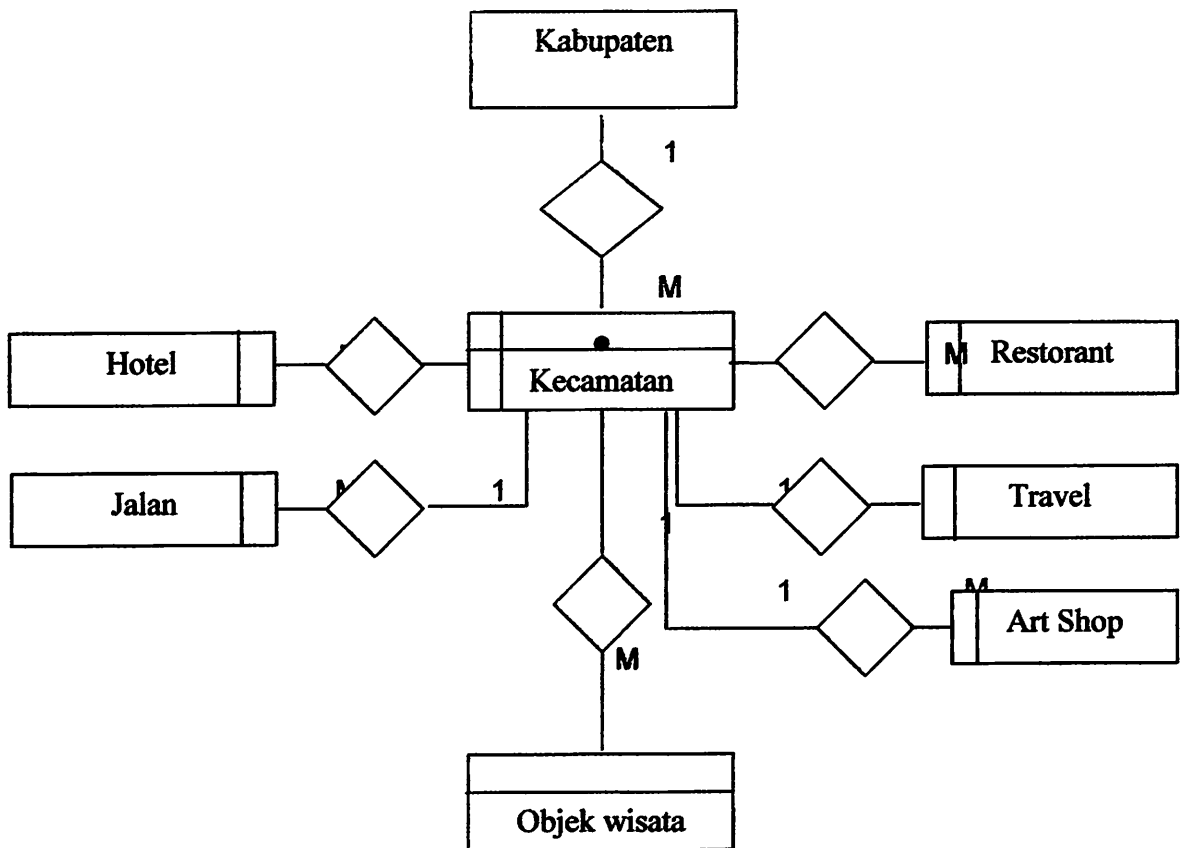 Kabupaten
1
M
Hotel
Kecamatan
M Restorant
Jalan
1
1
Travel
1
1
M
Art Shop
M
Objek wisata